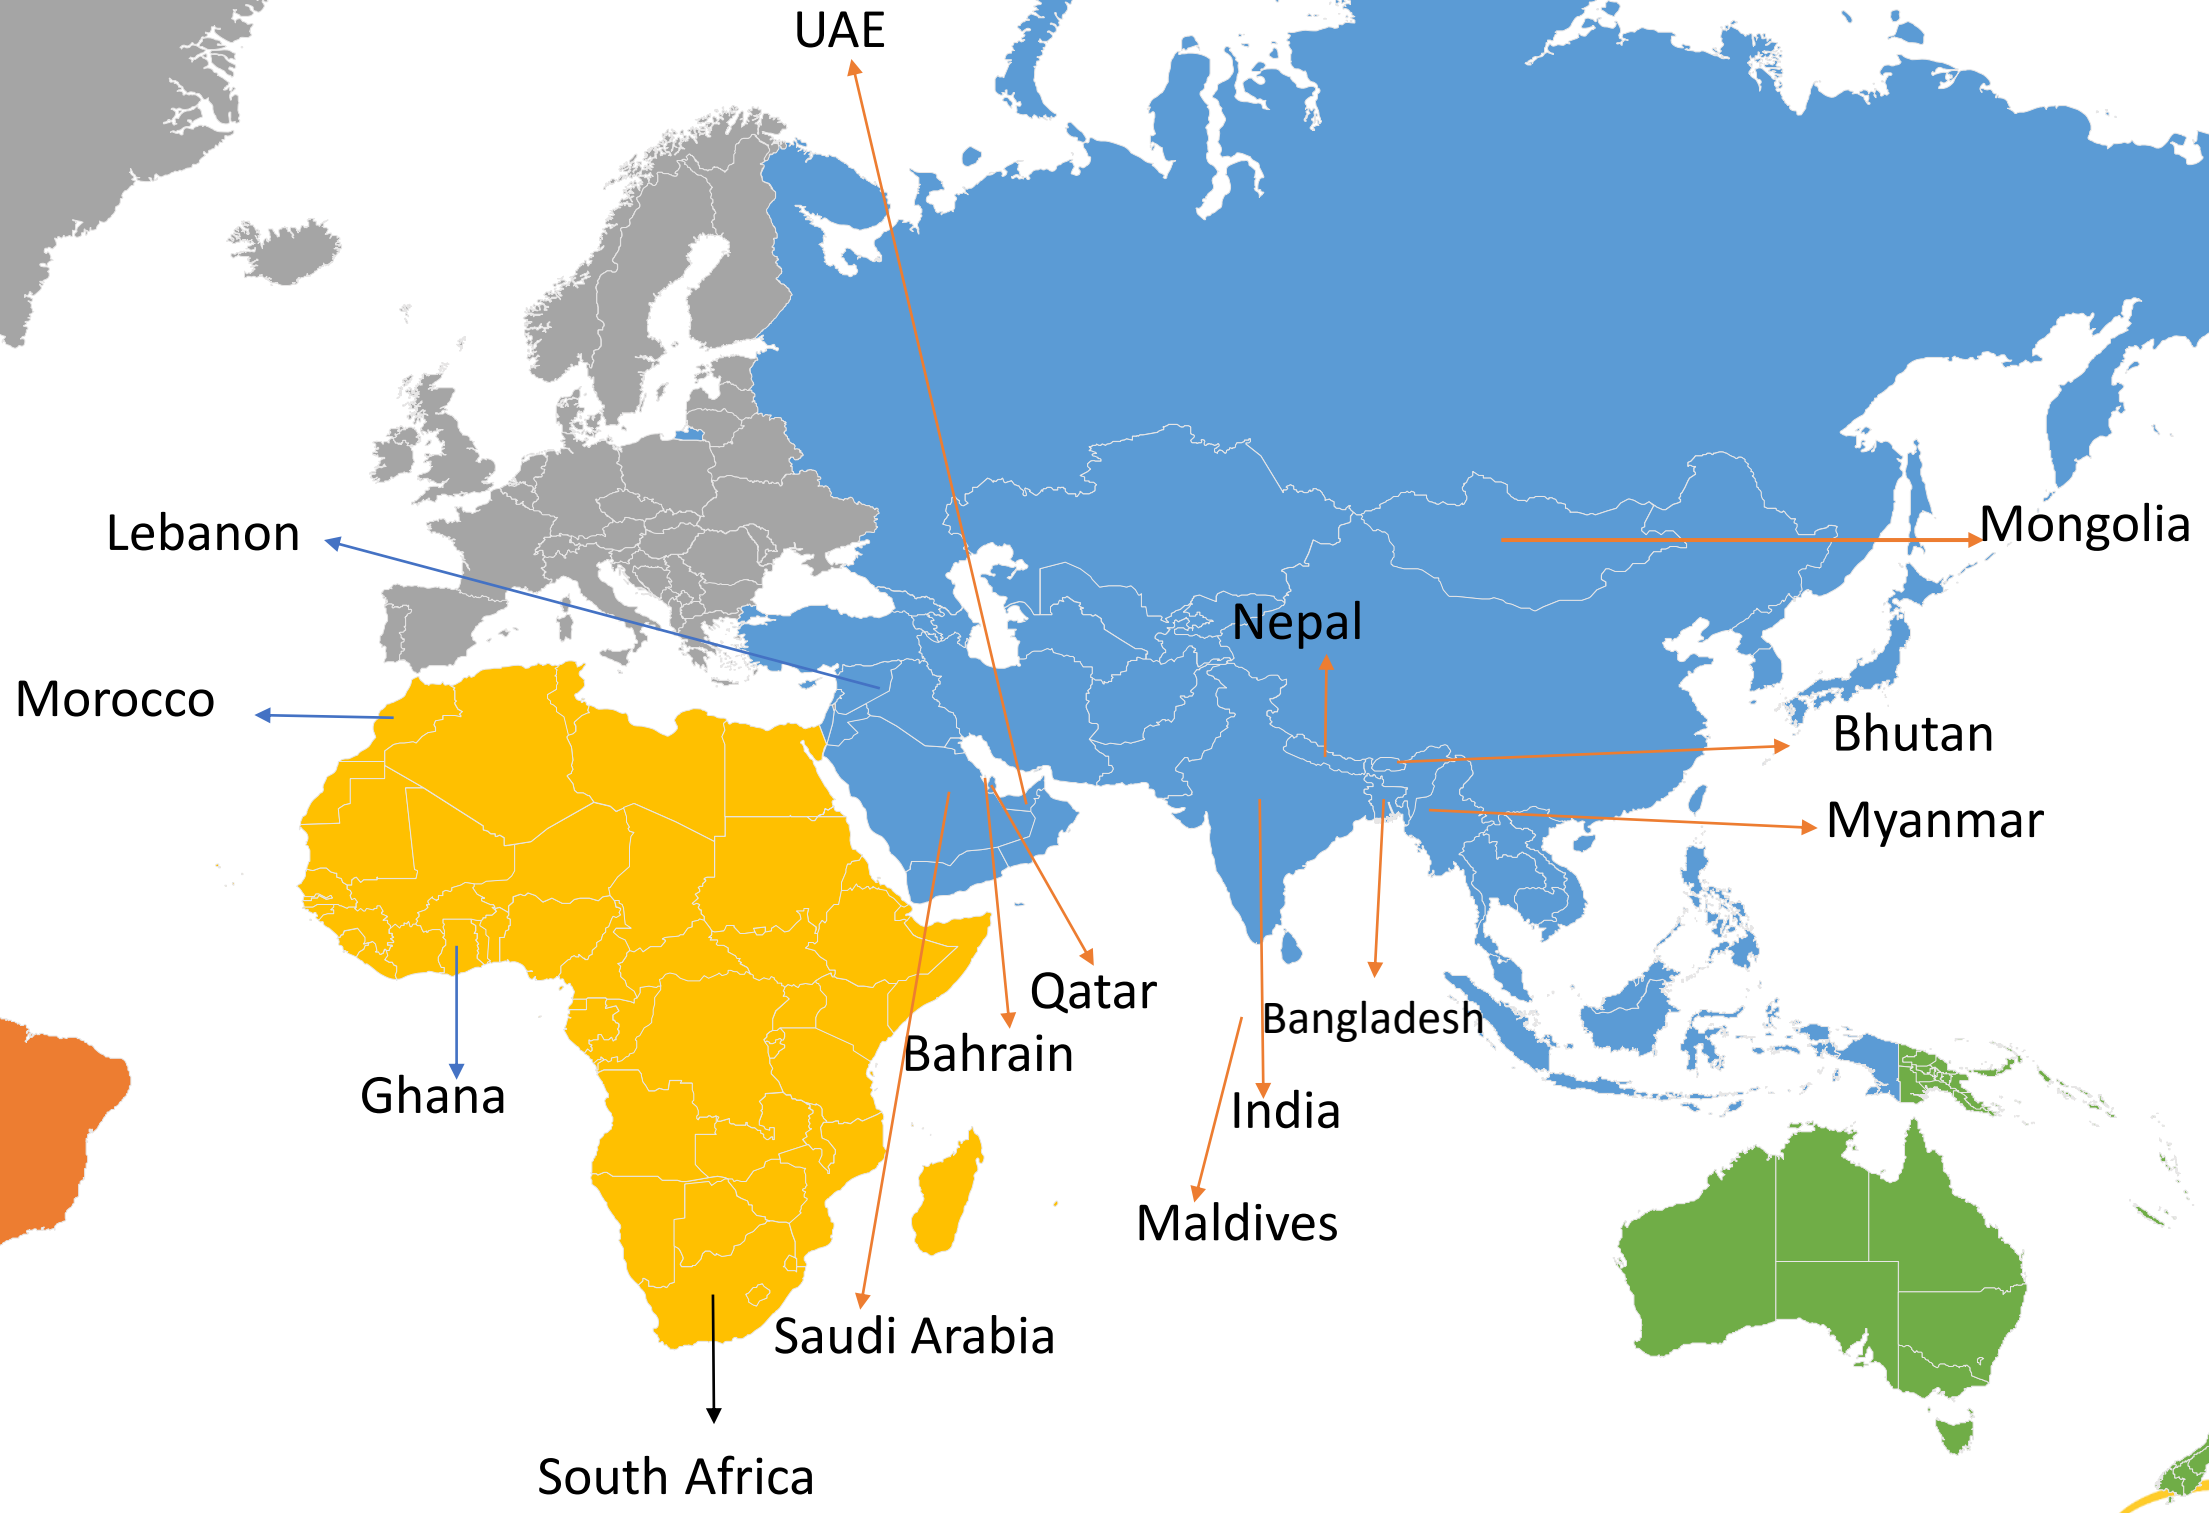 UAE
Lebanon
Mongolia
Nepal
Morocco
Bhutan
Myanmar
Qatar
Bangladesh
Bahrain
Ghana
India
Maldives
Saudi Arabia
South Africa